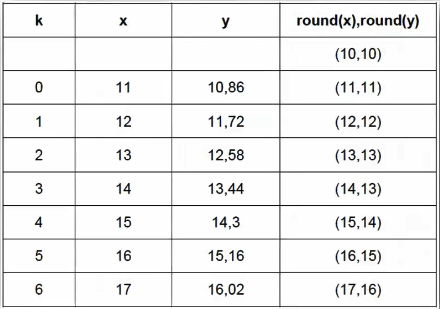 k x y round(x),round(y)
(10,10)
0 11 10,86 (11,11)
1 12 11,72 (12,12)
2 13 12,58 (13,13)
3 14 13,44 (14,13)
4 15 14,3 (15,14)
5 16 15,16 (16,15)
6 17 16,02 (17,16)